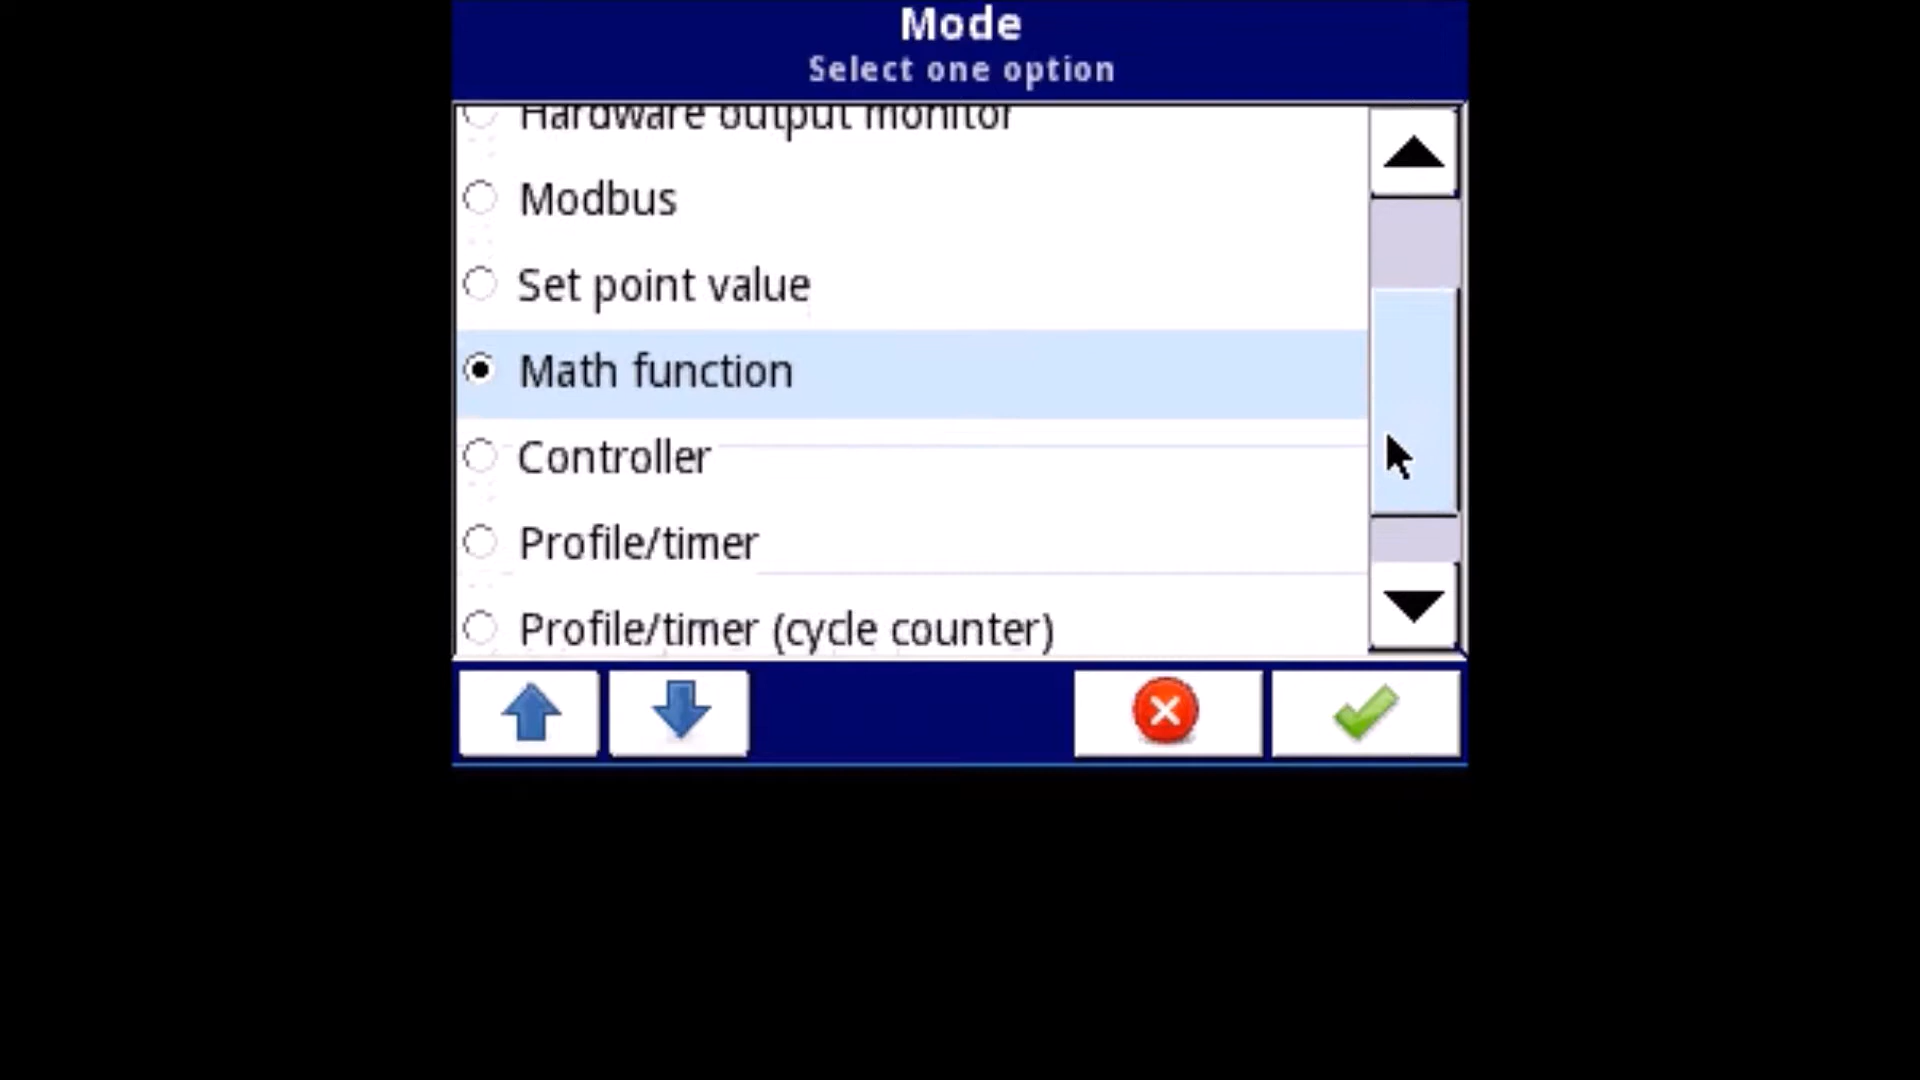 Mode
Select one option
Hardware output monitor
Modbus
Set point value
Math function
Controller
Profile/timer
Profile/timer (cycle counter)